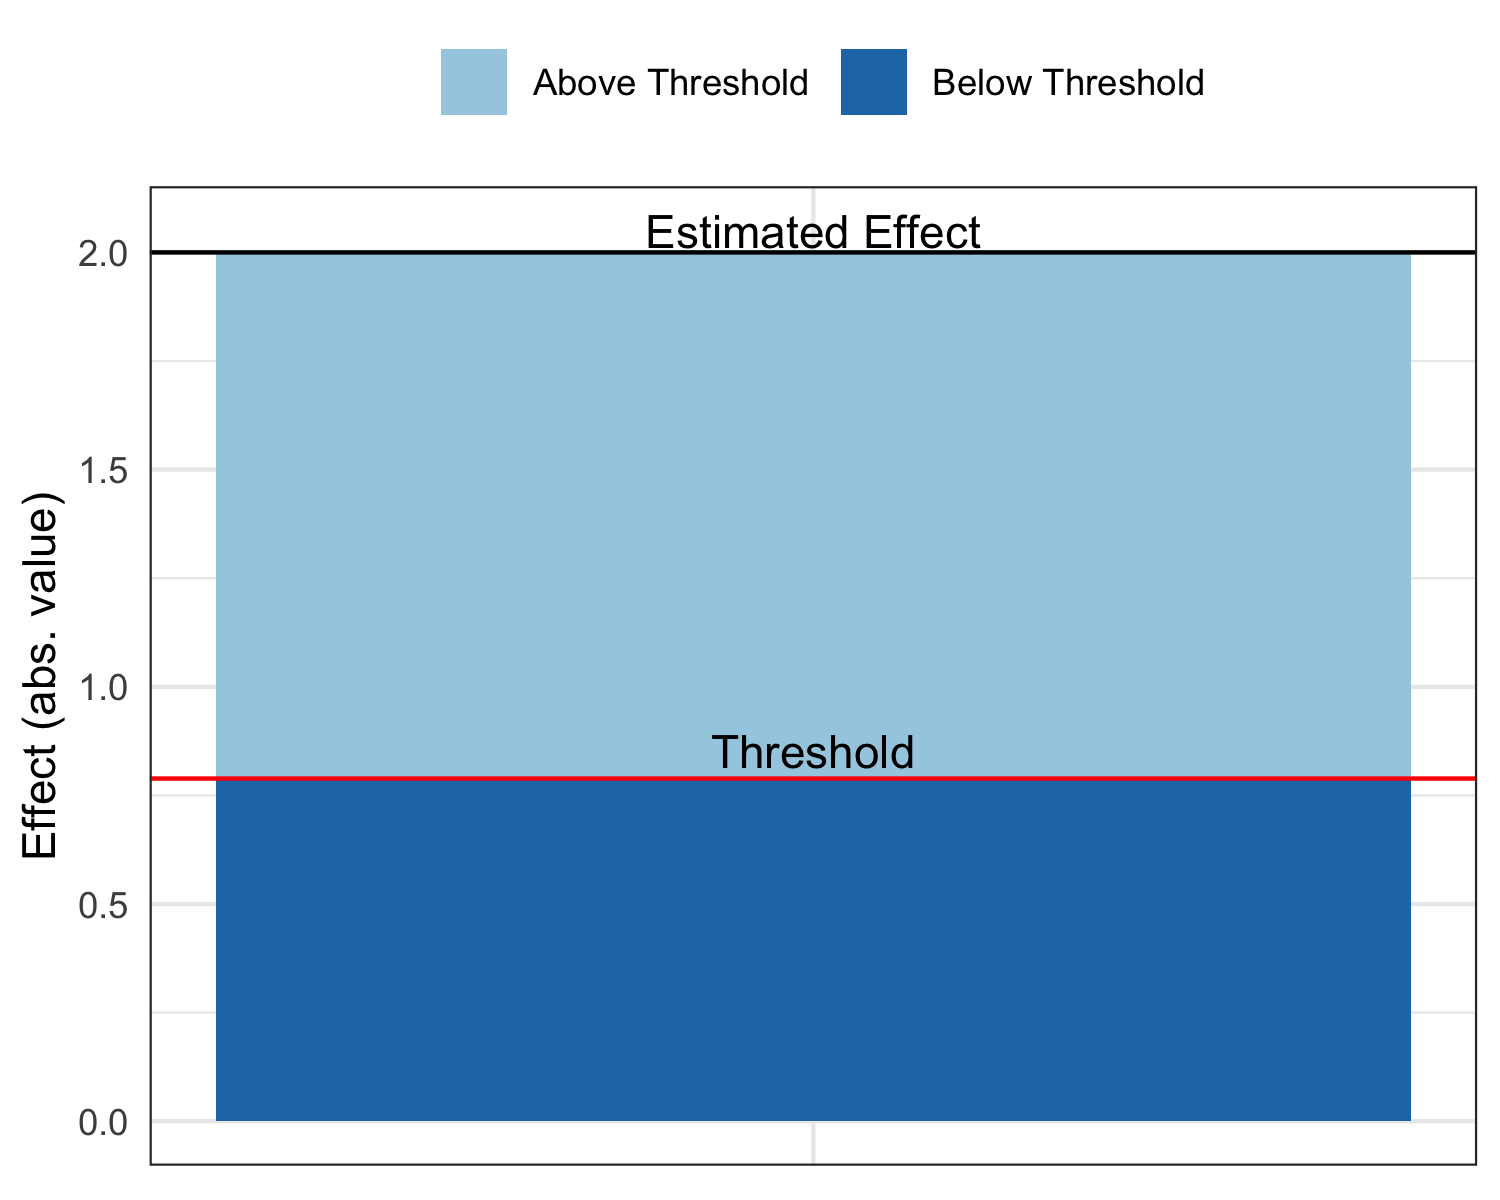 Above Threshold
Below Threshold
Estimated Effect
2.0
1.5
1.0
Threshold
0.5
0.0
Effect (abs. value)